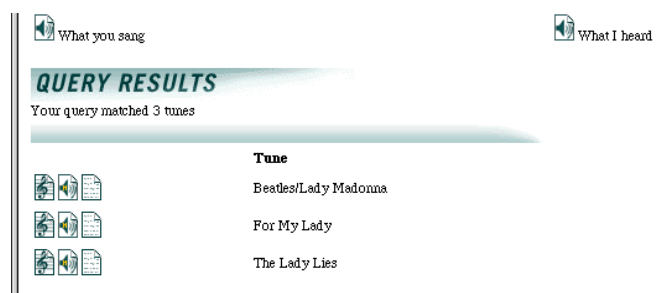 What you sang What I heard
QUERY RESULTS
Your query matched 3 tunes
Tune
Beatles/Lady Madonna
For My Lady
The Lady Lies